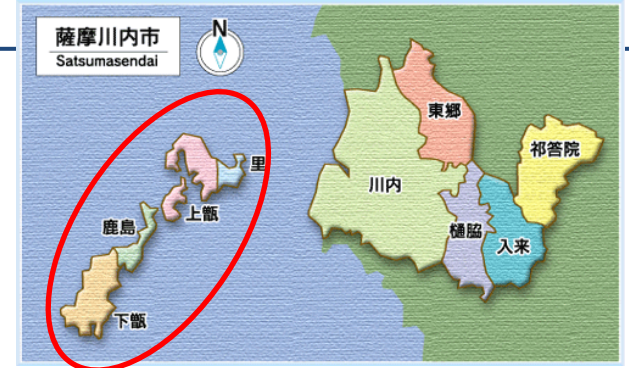 薩摩川内市
Satsumasendai
N
東郷
祁答院
里
川内
上甑
鹿島
樋脇
入来
下甑